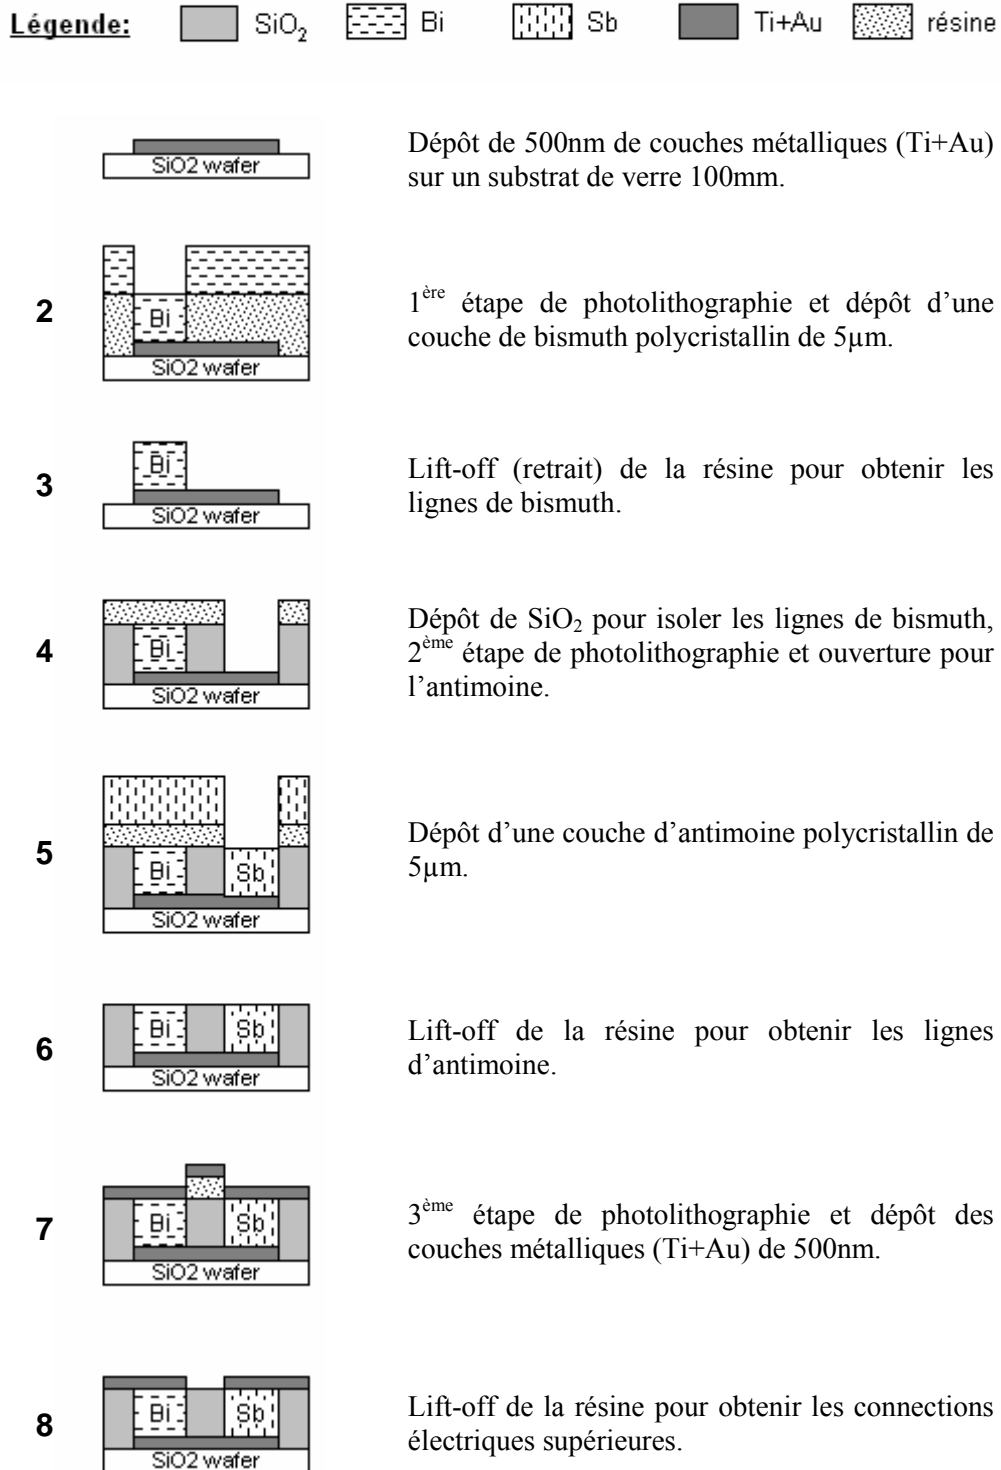 Légende: SiO₂ Bi Sb Ti+Au résine
SiO2 wafer
Dépôt de 500nm de couches métalliques (Ti+Au)
sur un substrat de verre 100mm.
2
Bi
SiO2 wafer
1ère étape de photolithographie et dépôt d’une
couche de bismuth polycristallin de 5µm.
3
Bi
SiO2 wafer
Lift-off (retrait) de la résine pour obtenir les
lignes de bismuth.
4
Bi
SiO2 wafer
Dépôt de SiO₂ pour isoler les lignes de bismuth,
2ème étape de photolithographie et ouverture pour
l’antimoine.
5
Bi Sb
SiO2 wafer
Dépôt d’une couche d’antimoine polycristallin de
5µm.
6
Bi Sb
SiO2 wafer
Lift-off de la résine pour obtenir les lignes
d’antimoine.
7
Bi Sb
SiO2 wafer
3ème étape de photolithographie et dépôt des
couches métalliques (Ti+Au) de 500nm.
8
Bi Sb
SiO2 wafer
Lift-off de la résine pour obtenir les connections
électriques supérieures.